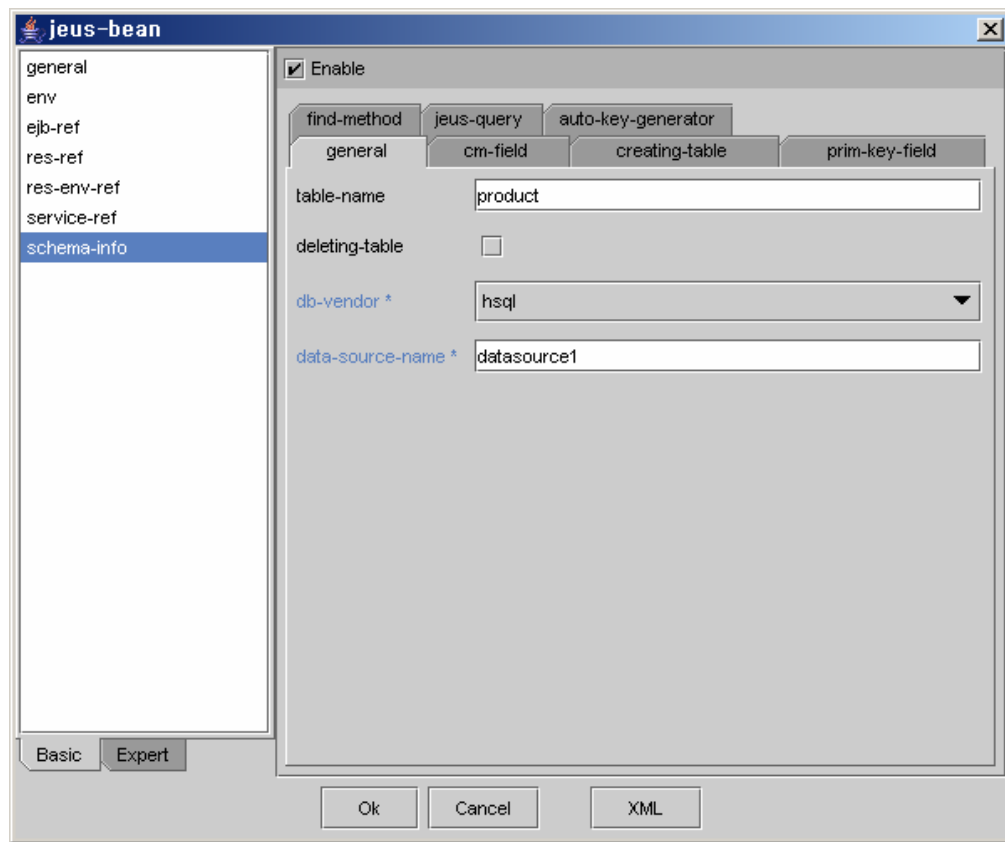 jeus-bean
general
env
ejb-ref
res-ref
res-env-ref
service-ref
schema-info
Basic Expert
Enable
find-method jeus-query auto-key-generator
general cm-field creating-table prim-key-field
table-name product
deleting-table
db-vendor * hsql
data-source-name * datasource1
Ok Cancel XML